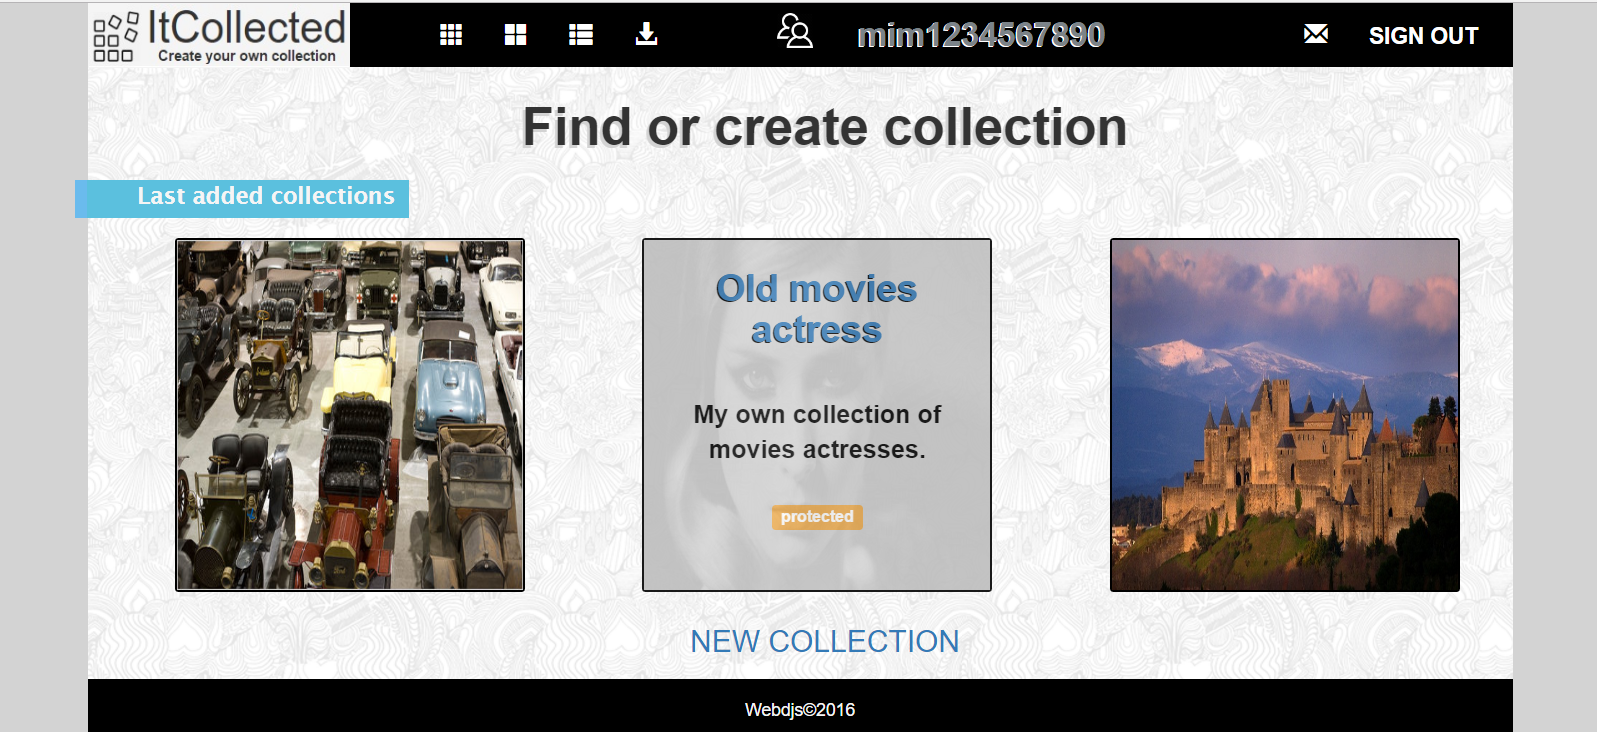 ItCollected
Create your own collection
mim1234567890
SIGN OUT
Find or create collection
Last added collections
Old movies
actress
My own collection of
movies actresses.
protected
Ford
NEW COLLECTION
Webdjs©2016